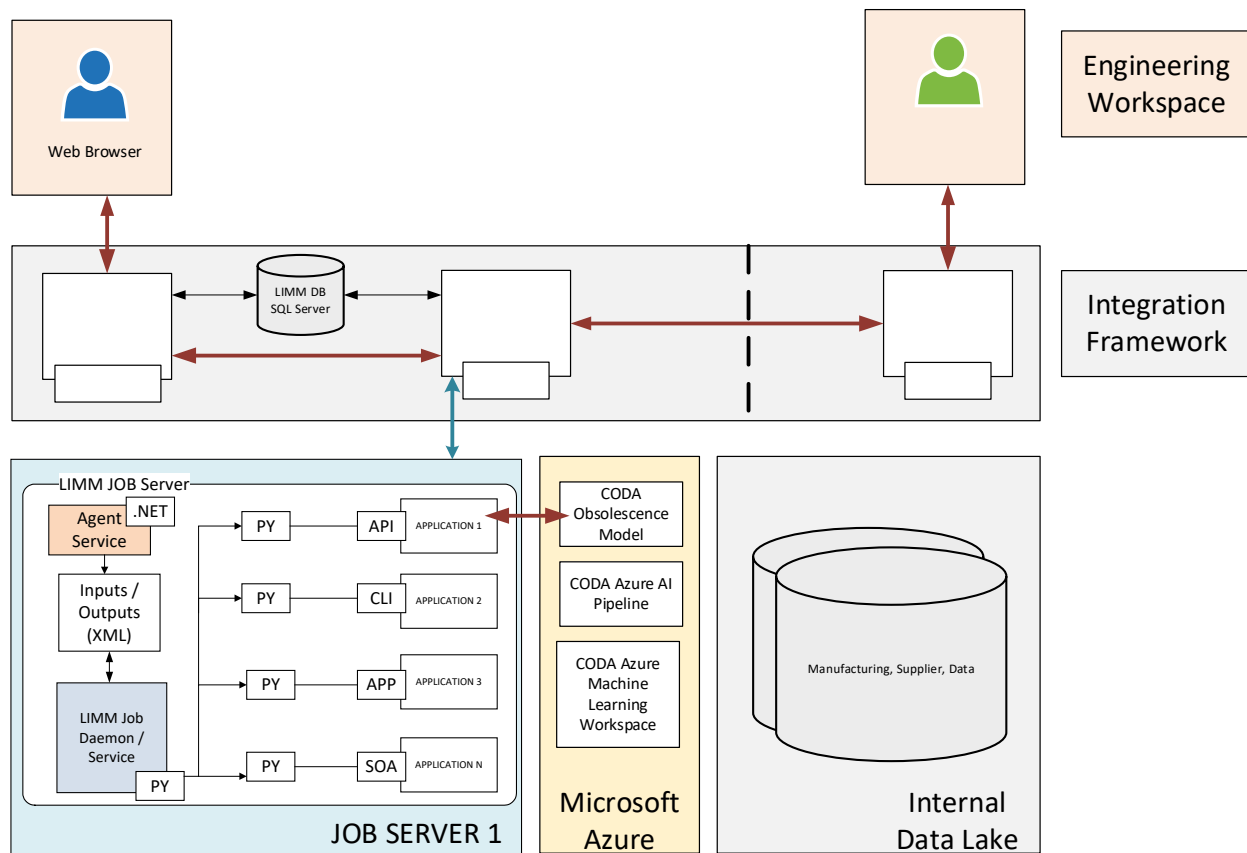 Engineering
Workspace
Web Browser
LIMM DB
SQL Server
Integration
Framework
LIMM JOB Server
.NET
Agent
Service
Inputs /
Outputs
(XML)
LIMM Job
Daemon /
Service
PY
PY
API
APPLICATION 1
PY
CLI
APPLICATION 2
PY
APP
APPLICATION 3
PY
SOA
APPLICATION N
JOB SERVER 1
CODA
Obsolescence
Model
CODA Azure AI
Pipeline
CODA Azure
Machine
Learning
Workspace
Microsoft
Azure
Manufacturing, Supplier, Data
Internal
Data Lake